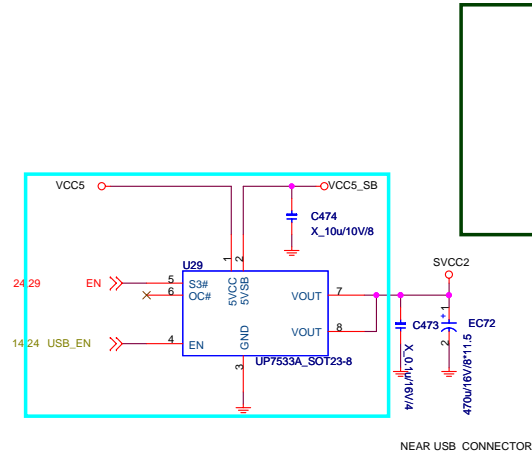 VCC5
VCC5_SB
C474
X_10u/10V/8
U29
1
2
5VCC
5VSB
SVCC2
24 29
EN
5
S3#
6
OC#
VOUT
7
1
+
C473
EC72
14 24
USB_EN
4
EN
GND
VOUT
8
2
3
UP7533A_SOT23-8
X_0.1u/16V/4
470u/16V/8*11.5
NEAR USB CONNECTOR